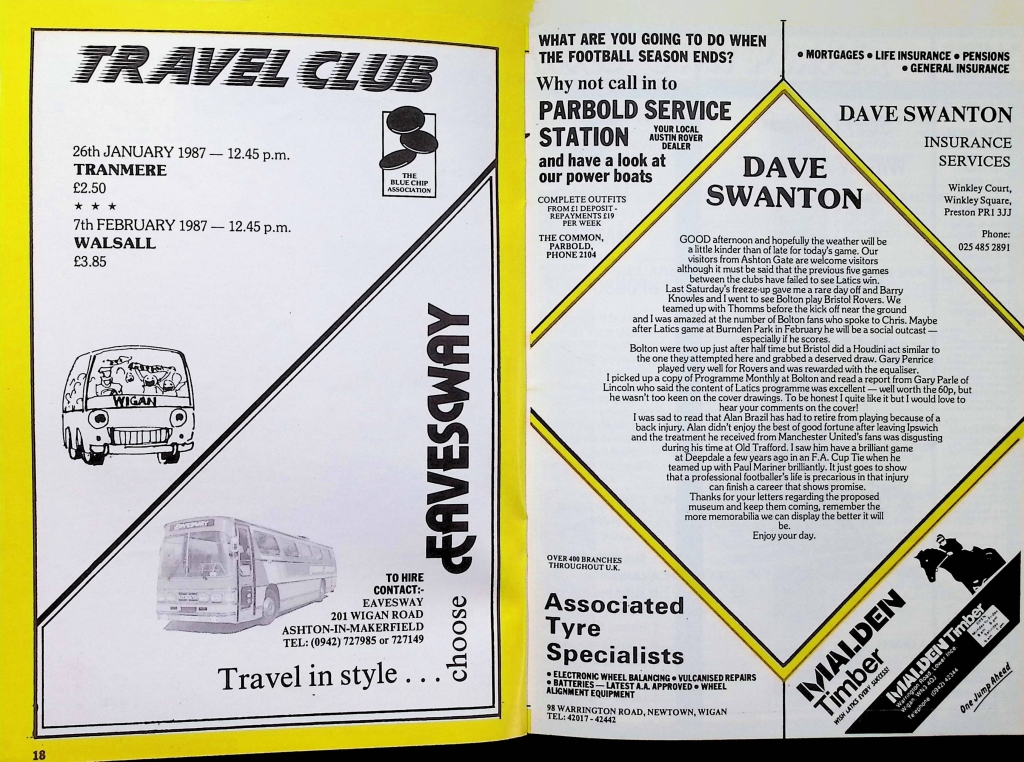 TRAVEL CLUB
THE
BLUE CHIP
ASSOCIATION
26th JANUARY 1987 — 12.45 p.m.
TRANMERE
£2.50
★ ★ ★
7th FEBRUARY 1987 — 12.45 p.m.
WALSALL
£3.85
WIGAN
EAVESWAY
EAVESWAY
TO HIRE
CONTACT:-
EAVESWAY
201 WIGAN ROAD
ASHTON-IN-MAKERFIELD
TEL: (0942) 727985 or 727149
Travel in style . . .
choose
18
WHAT ARE YOU GOING TO DO WHEN
THE FOOTBALL SEASON ENDS?
Why not call in to
PARBOLD SERVICE
STATION
YOUR LOCAL
AUSTIN ROVER
DEALER
and have a look at
our power boats
COMPLETE OUTFITS
FROM £1 DEPOSIT -
REPAYMENTS £19
PER WEEK
THE COMMON,
PARBOLD,
PHONE 2104
• MORTGAGES • LIFE INSURANCE • PENSIONS
• GENERAL INSURANCE
DAVE SWANTON
INSURANCE
SERVICES
Winkley Court,
Winkley Square,
Preston PR1 3JJ
Phone:
025 485 2891
DAVE
SWANTON
GOOD afternoon and hopefully the weather will be
a little kinder than of late for today's game. Our
visitors from Ashton Gate are welcome visitors
although it must be said that the previous five games
between the clubs have failed to see Latics win.
Last Saturday's freeze-up gave me a rare day off and Barry
Knowles and I went to see Bolton play Bristol Rovers. We
teamed up with Thomms before the kick off near the ground
and I was amazed at the number of Bolton fans who spoke to Chris. Maybe
after Latics game at Burnden Park in February he will be a social outcast —
especially if he scores.
Bolton were two up just after half time but Bristol did a Houdini act similar to
the one they attempted here and grabbed a deserved draw. Gary Penrice
played very well for Rovers and was rewarded with the equaliser.
I picked up a copy of Programme Monthly at Bolton and read a report from Gary Parle of
Lincoln who said the content of Latics programme was excellent — well worth the 60p, but
he wasn't too keen on the cover drawings. To be honest I quite like it but I would love to
hear your comments on the cover!
I was sad to read that Alan Brazil has had to retire from playing because of a
back injury. Alan didn't enjoy the best of good fortune after leaving Ipswich
and the treatment he received from Manchester United's fans was disgusting
during his time at Old Trafford. I saw him have a brilliant game
at Deepdale a few years ago in an F.A. Cup Tie when he
teamed up with Paul Mariner brilliantly. It just goes to show
that a professional footballer's life is precarious in that injury
can finish a career that shows promise.
Thanks for your letters regarding the proposed
museum and keep them coming, remember the
more memorabilia we can display the better it will
be.
Enjoy your day.
OVER 400 BRANCHES
THROUGHOUT U.K.
Associated
Tyre
Specialists
• ELECTRONIC WHEEL BALANCING • VULCANISED REPAIRS
• BATTERIES — LATEST A.A. APPROVED • WHEEL
ALIGNMENT EQUIPMENT
98 WARRINGTON ROAD, NEWTOWN, WIGAN
TEL: 42017 - 42442
MALDEN
Timber
WISH LATICS EVERY SUCCESS!
MALDEN Timber
Warrington Road, Lower Ince
Wigan WN3 4QJ
Telephone (0942) 42344
One Jump Ahead